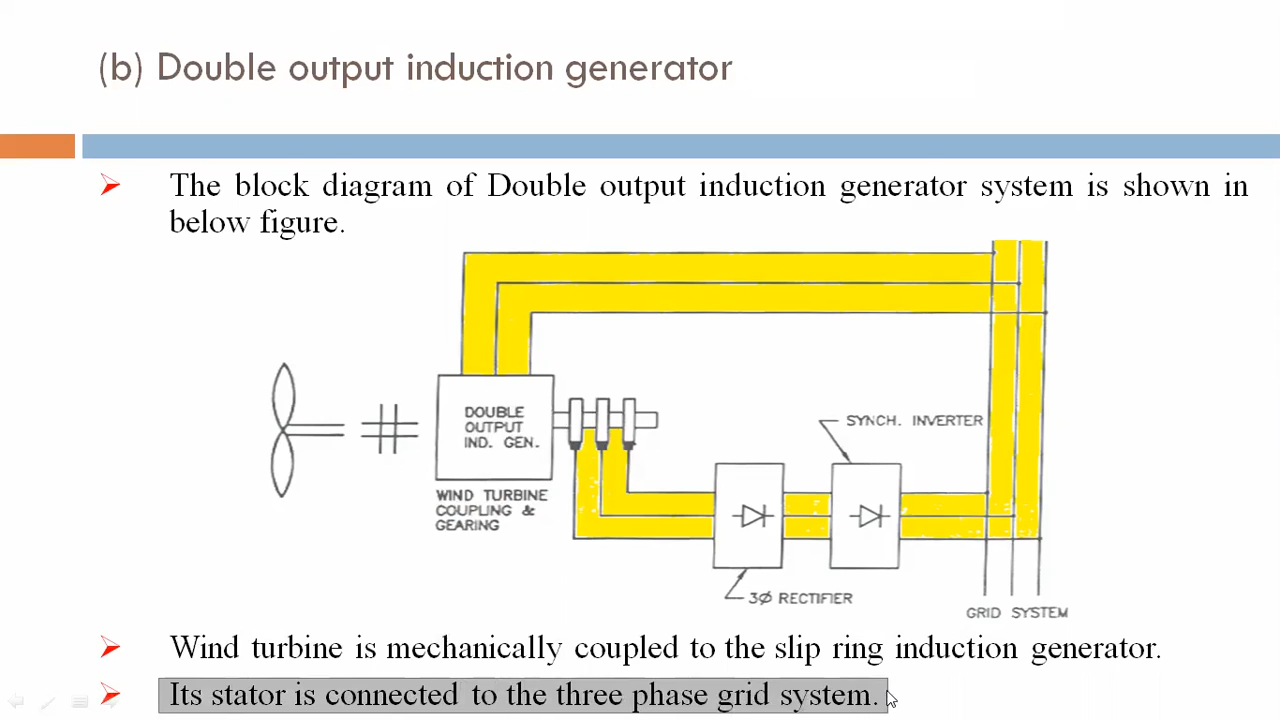 (b) Double output induction generator
The block diagram of Double output induction generator system is shown in
below figure.
DOUBLE
OUTPUT
IND. GEN.
WIND TURBINE
COUPLING &
GEARING
SYNCH. INVERTER
3Ø RECTIFIER
GRID SYSTEM
Wind turbine is mechanically coupled to the slip ring induction generator.
Its stator is connected to the three phase grid system.